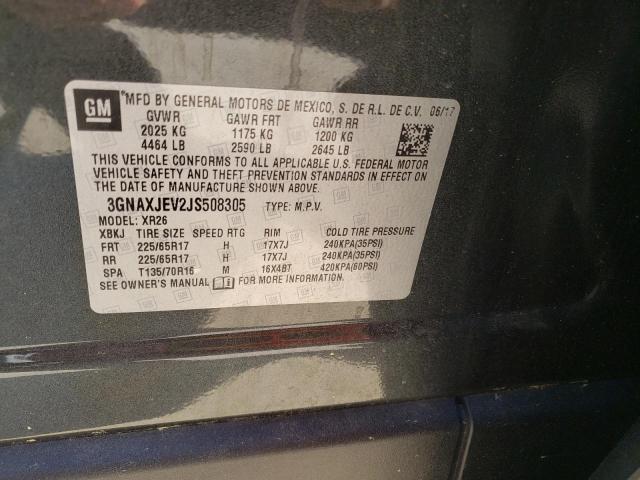 GM
*MFD BY GENERAL MOTORS DE MEXICO, S. DE R.L. DE C.V. 06/17
GVWR GAWR FRT GAWR RR
2025 KG 1175 KG 1200 KG
4464 LB 2590 LB 2645 LB
THIS VEHICLE CONFORMS TO ALL APPLICABLE U.S. FEDERAL MOTOR
VEHICLE SAFETY AND THEFT PREVENTION STANDARDS IN EFFECT ON
THE DATE OF MANUFACTURE SHOWN ABOVE.
3GNAXJEV2JS508305 TYPE: M.P.V.
MODEL: XR26
XBKJ TIRE SIZE SPEED RTG RIM COLD TIRE PRESSURE
FRT 225/65R17 H 17X7J 240KPA(35PSI)
RR 225/65R17 H 17X7J 240KPA(35PSI)
SPA T135/70R16 M 16X4BT 420KPA(60PSI)
SEE OWNER'S MANUAL FOR MORE INFORMATION.